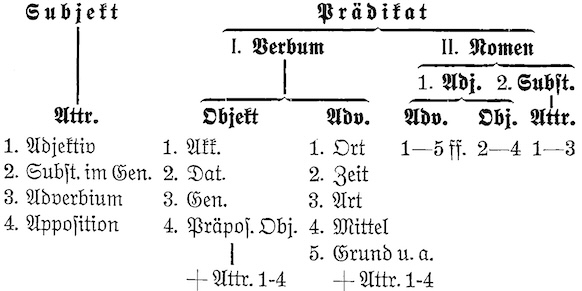 Subjekt Prädikat
I. Verbum II. Nomen
1. Adj. 2. Subst.
Attr. Objekt Adv. Adv. Obj. Attr.
1. Adjektiv 1. Akk. 1. Ort 1—5 ff. 2—4 1—3
2. Subst. im Gen. 2. Dat. 2. Zeit
3. Adverbium 3. Gen. 3. Art
4. Apposition 4. Präpos. Obj. 4. Mittel
5. Grund u. a.
+ Attr. 1-4 + Attr. 1-4